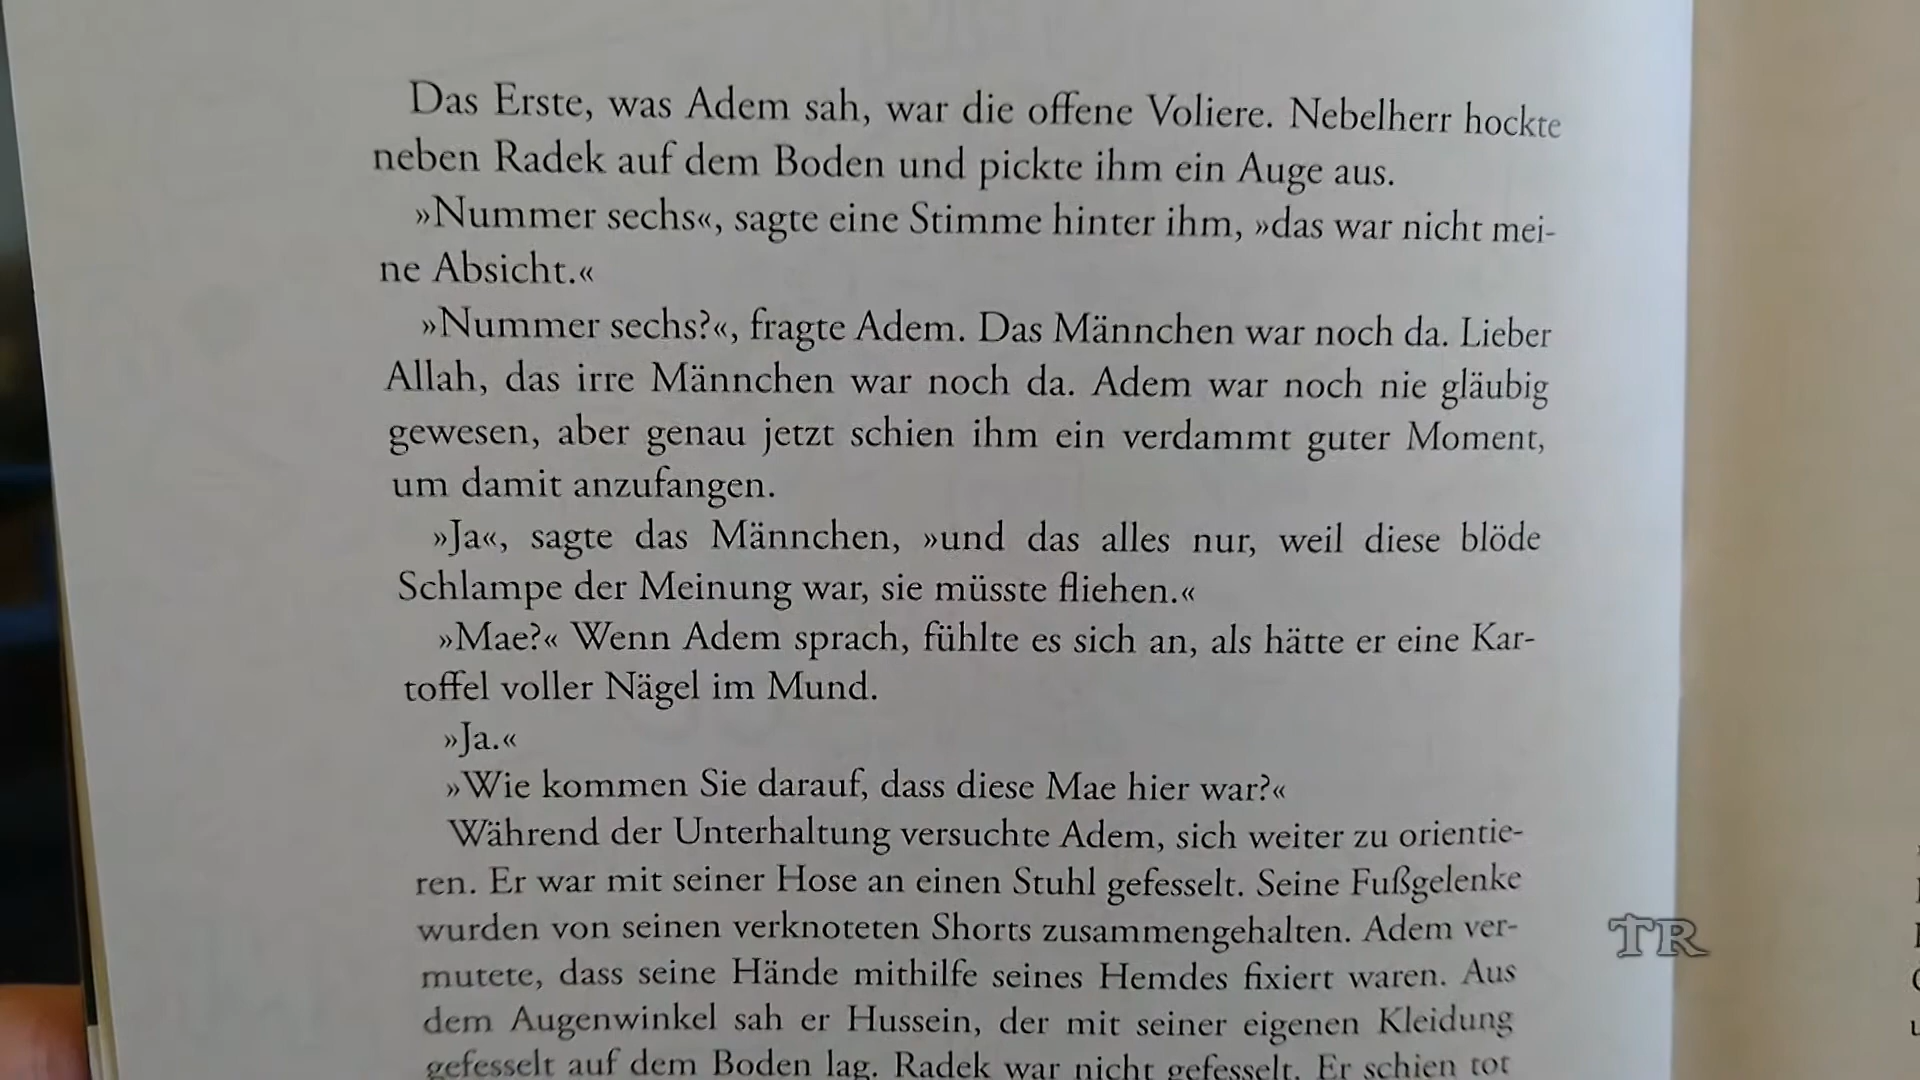 Das Erste, was Adem sah, war die offene Voliere. Nebelherr hockte
neben Radek auf dem Boden und pickte ihm ein Auge aus.
»Nummer sechs«, sagte eine Stimme hinter ihm, »das war nicht mei-
ne Absicht.«
»Nummer sechs?«, fragte Adem. Das Männchen war noch da. Lieber
Allah, das irre Männchen war noch da. Adem war noch nie gläubig
gewesen, aber genau jetzt schien ihm ein verdammt guter Moment,
um damit anzufangen.
»Ja«, sagte das Männchen, »und das alles nur, weil diese blöde
Schlampe der Meinung war, sie müsste fliehen.«
»Mae?« Wenn Adem sprach, fühlte es sich an, als hätte er eine Kar-
toffel voller Nägel im Mund.
»Ja.«
»Wie kommen Sie darauf, dass diese Mae hier war?«
Während der Unterhaltung versuchte Adem, sich weiter zu orientie-
ren. Er war mit seiner Hose an einen Stuhl gefesselt. Seine Fußgelenke
wurden von seinen verknoteten Shorts zusammengehalten. Adem ver-
mutete, dass seine Hände mithilfe seines Hemdes fixiert waren. Aus
dem Augenwinkel sah er Hussein, der mit seiner eigenen Kleidung
gefesselt auf dem Boden lag. Radek war nicht gefesselt. Er schien tot
TR